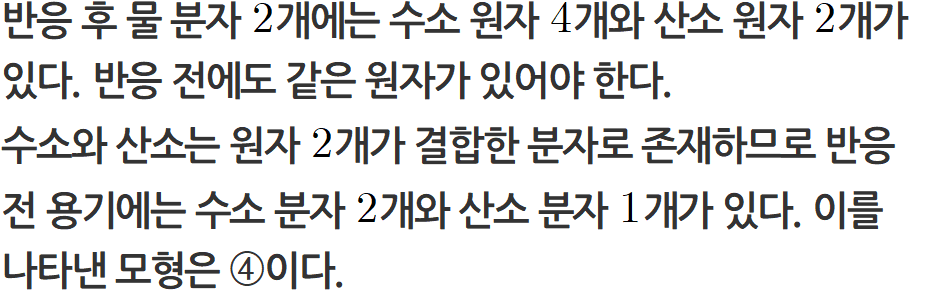 반응 후 물 분자 2개에는 수소 원자 4개와 산소 원자 2개가
있다. 반응 전에도 같은 원자가 있어야 한다.
수소와 산소는 원자 2개가 결합한 분자로 존재하므로 반응
전 용기에는 수소 분자 2개와 산소 분자 1개가 있다. 이를
나타낸 모형은 ④이다.